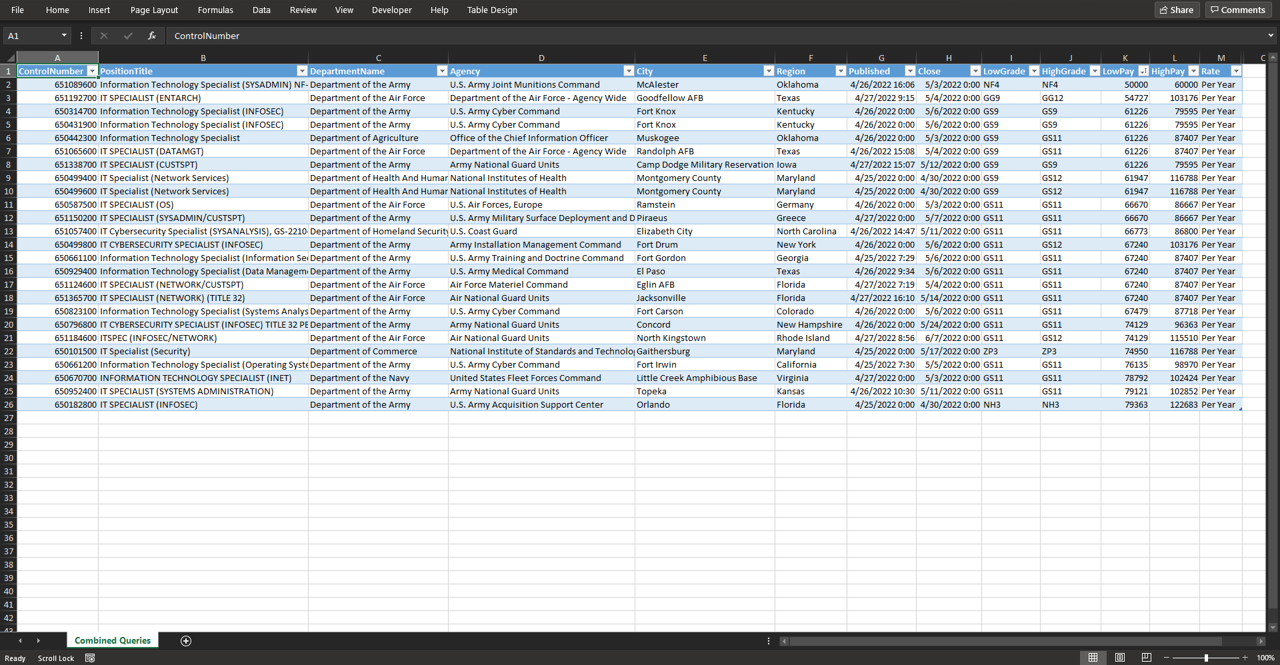 File Home Insert Page Layout Formulas Data Review View Developer Help Table Design Share Comments
A1 fx ControlNumber
A B C D E F G H I J K L M
1 ControlNumber PositionTitle DepartmentName Agency City Region Published Close LowGrade HighGrade LowPay HighPay Rate
2 651089600 Information Technology Specialist (SYSADMIN) NF- Department of the Army U.S. Army Joint Munitions Command McAlester Oklahoma 4/26/2022 16:06 5/3/2022 0:00 NF4 NF4 50000 60000 Per Year
3 651192700 IT SPECIALIST (ENTARCH) Department of the Air Force Department of the Air Force - Agency Wide Goodfellow AFB Texas 4/27/2022 9:15 5/4/2022 0:00 GG9 GG12 54727 103176 Per Year
4 650314700 Information Technology Specialist (INFOSEC) Department of the Army U.S. Army Cyber Command Fort Knox Kentucky 4/26/2022 0:00 5/6/2022 0:00 GS9 GS9 61226 79595 Per Year
5 650431900 Information Technology Specialist (INFOSEC) Department of the Army U.S. Army Cyber Command Fort Knox Kentucky 4/26/2022 0:00 5/6/2022 0:00 GS9 GS9 61226 79595 Per Year
6 650442300 Information Technology Specialist Department of Agriculture Office of the Chief Information Officer Muskogee Oklahoma 4/26/2022 0:00 5/3/2022 0:00 GS9 GS11 61226 87407 Per Year
7 651065600 IT SPECIALIST (DATAMGT) Department of the Air Force Department of the Air Force - Agency Wide Randolph AFB Texas 4/26/2022 15:08 5/4/2022 0:00 GS9 GS11 61226 87407 Per Year
8 651338700 IT SPECIALIST (CUSTSPT) Department of the Army Army National Guard Units Camp Dodge Military Reservation Iowa 4/27/2022 15:07 5/12/2022 0:00 GS9 GS9 61226 79595 Per Year
9 650499400 IT Specialist (Network Services) Department of Health And Human National Institutes of Health Montgomery County Maryland 4/25/2022 0:00 4/30/2022 0:00 GS9 GS12 61947 116788 Per Year
10 650499600 IT Specialist (Network Services) Department of Health And Human National Institutes of Health Montgomery County Maryland 4/25/2022 0:00 4/30/2022 0:00 GS9 GS12 61947 116788 Per Year
11 650587500 IT SPECIALIST (OS) Department of the Air Force U.S. Air Forces, Europe Ramstein Germany 4/27/2022 0:00 5/3/2022 0:00 GS11 GS11 66670 86667 Per Year
12 651150200 IT SPECIALIST (SYSADMIN/CUSTSPT) Department of the Army U.S. Army Military Surface Deployment and D Piraeus Greece 4/27/2022 0:00 5/7/2022 0:00 GS11 GS11 66670 86667 Per Year
13 651057400 IT Cybersecurity Specialist (SYSANALYSIS), GS-2210- Department of Homeland Security U.S. Coast Guard Elizabeth City North Carolina 4/26/2022 14:47 5/11/2022 0:00 GS11 GS11 66773 86800 Per Year
14 650499800 IT CYBERSECURITY SPECIALIST (INFOSEC) Department of the Army Army Installation Management Command Fort Drum New York 4/26/2022 0:00 5/6/2022 0:00 GS11 GS12 67240 103176 Per Year
15 650661100 Information Technology Specialist (Information Sec Department of the Army U.S. Army Training and Doctrine Command Fort Gordon Georgia 4/25/2022 7:29 5/6/2022 0:00 GS11 GS11 67240 87407 Per Year
16 650929400 Information Technology Specialist (Data Managem Department of the Army U.S. Army Medical Command El Paso Texas 4/26/2022 9:34 5/6/2022 0:00 GS11 GS11 67240 87407 Per Year
17 651124600 IT SPECIALIST (NETWORK/CUSTSPT) Department of the Air Force Air Force Materiel Command Eglin AFB Florida 4/27/2022 7:19 5/4/2022 0:00 GS11 GS11 67240 87407 Per Year
18 651365700 IT SPECIALIST (NETWORK) (TITLE 32) Department of the Air Force Air National Guard Units Jacksonville Florida 4/27/2022 16:10 5/14/2022 0:00 GS11 GS11 67240 87407 Per Year
19 650823100 Information Technology Specialist (Systems Analys Department of the Army U.S. Army Cyber Command Fort Carson Colorado 4/26/2022 0:00 5/6/2022 0:00 GS11 GS11 67479 87718 Per Year
20 650796800 IT CYBERSECURITY SPECIALIST (INFOSEC) TITLE 32 PE Department of the Army Army National Guard Units Concord New Hampshire 4/26/2022 0:00 5/24/2022 0:00 GS11 GS11 74129 96363 Per Year
21 651184600 ITSPEC (INFOSEC/NETWORK) Department of the Air Force Air National Guard Units North Kingstown Rhode Island 4/27/2022 8:56 6/7/2022 0:00 GS11 GS12 74129 115510 Per Year
22 650101500 IT Specialist (Security) Department of Commerce National Institute of Standards and Technolo Gaithersburg Maryland 4/25/2022 0:00 5/17/2022 0:00 ZP3 ZP3 74950 116788 Per Year
23 650661200 Information Technology Specialist (Operating Syste Department of the Army U.S. Army Cyber Command Fort Irwin California 4/25/2022 7:30 5/5/2022 0:00 GS11 GS11 76135 98970 Per Year
24 650670700 INFORMATION TECHNOLOGY SPECIALIST (INET) Department of the Navy United States Fleet Forces Command Little Creek Amphibious Base Virginia 4/27/2022 0:00 5/3/2022 0:00 GS11 GS11 78792 102424 Per Year
25 650952400 IT SPECIALIST (SYSTEMS ADMINISTRATION) Department of the Army Army National Guard Units Topeka Kansas 4/26/2022 10:30 5/11/2022 0:00 GS11 GS11 79121 102852 Per Year
26 650182800 IT SPECIALIST (INFOSEC) Department of the Army U.S. Army Acquisition Support Center Orlando Florida 4/25/2022 0:00 4/30/2022 0:00 NH3 NH3 79363 122683 Per Year
27
28
29
30
31
32
33
34
35
36
37
38
39
40
41
42
Combined Queries
Ready Scroll Lock 100%